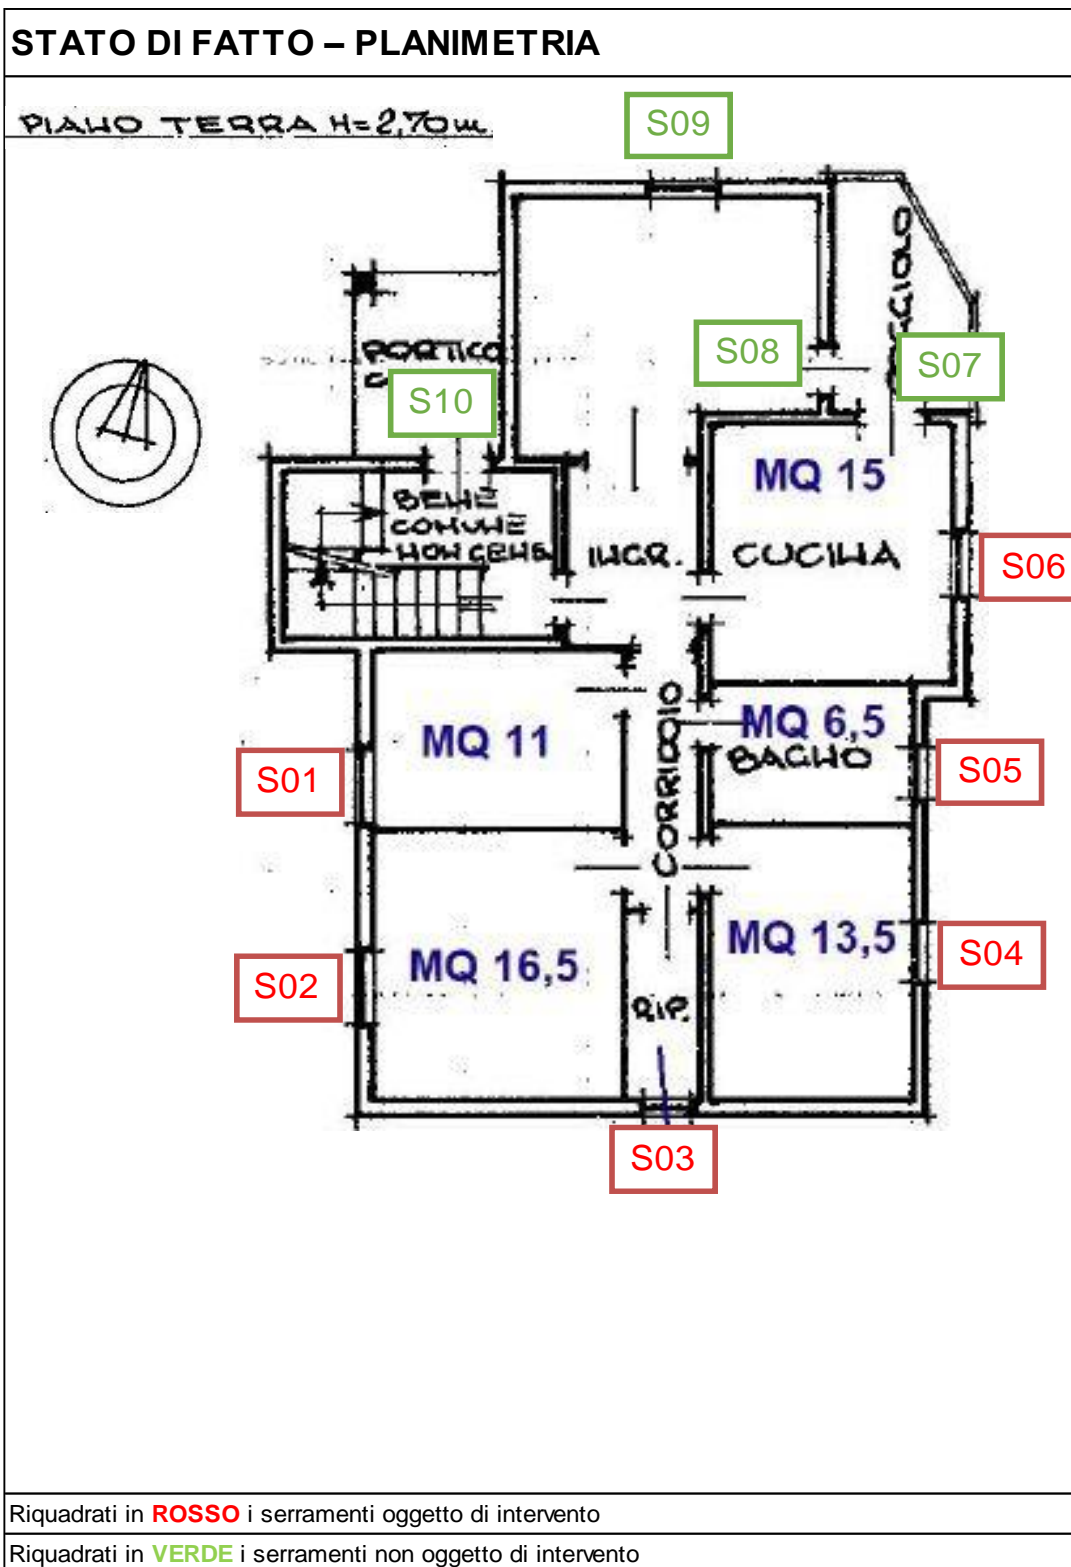 STATO DI FATTO – PLANIMETRIA
PIANO TERRA H=2,70 m
S09
S08
S07
PORTICO
S10
MQ 15
BENE
COMUNE
NON CENS
INGR.
CUCINA
S06
MQ 11
CORRIDOIO
MQ 6,5
BAGNO
S01
S05
MQ 16,5
MQ 13,5
S02
S04
RIP.
S03
Riquadrati in ROSSO i serramenti oggetto di intervento
Riquadrati in VERDE i serramenti non oggetto di intervento